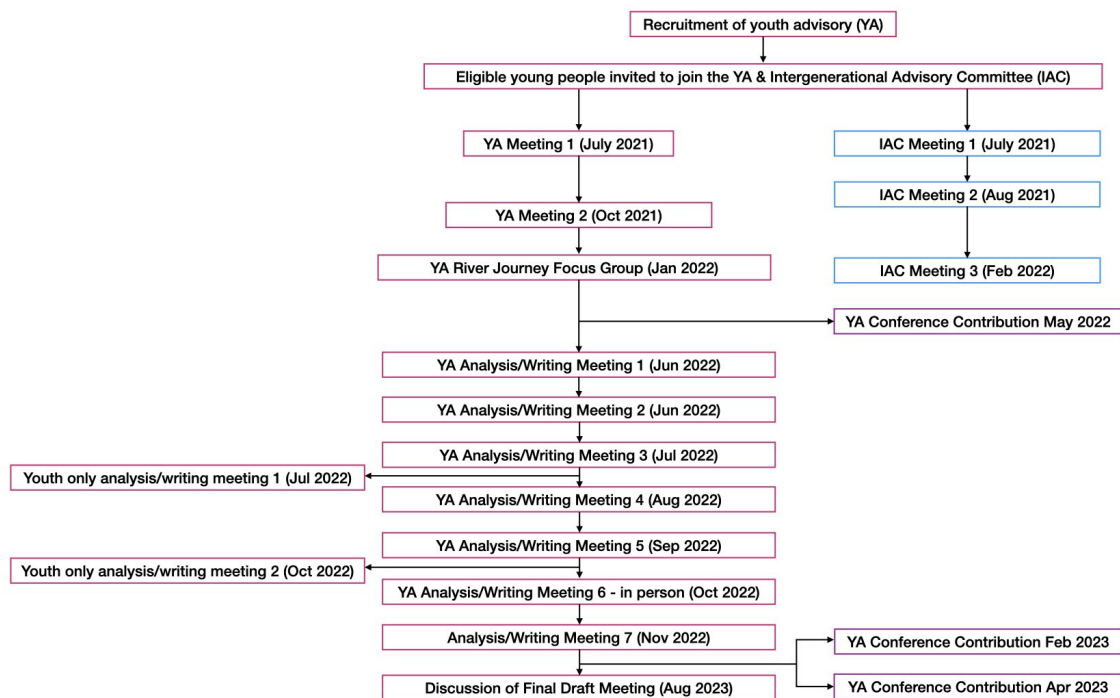 Recruitment of youth advisory (YA)
Eligible young people invited to join the YA & Intergenerational Advisory Committee (IAC)
YA Meeting 1 (July 2021)
IAC Meeting 1 (July 2021)
IAC Meeting 2 (Aug 2021)
YA Meeting 2 (Oct 2021)
YA River Journey Focus Group (Jan 2022)
IAC Meeting 3 (Feb 2022)
YA Conference Contribution May 2022
YA Analysis/Writing Meeting 1 (Jun 2022)
YA Analysis/Writing Meeting 2 (Jun 2022)
YA Analysis/Writing Meeting 3 (Jul 2022)
Youth only analysis/writing meeting 1 (Jul 2022)
YA Analysis/Writing Meeting 4 (Aug 2022)
YA Analysis/Writing Meeting 5 (Sep 2022)
Youth only analysis/writing meeting 2 (Oct 2022)
YA Analysis/Writing Meeting 6 - in person (Oct 2022)
Analysis/Writing Meeting 7 (Nov 2022)
YA Conference Contribution Feb 2023
Discussion of Final Draft Meeting (Aug 2023)
YA Conference Contribution Apr 2023